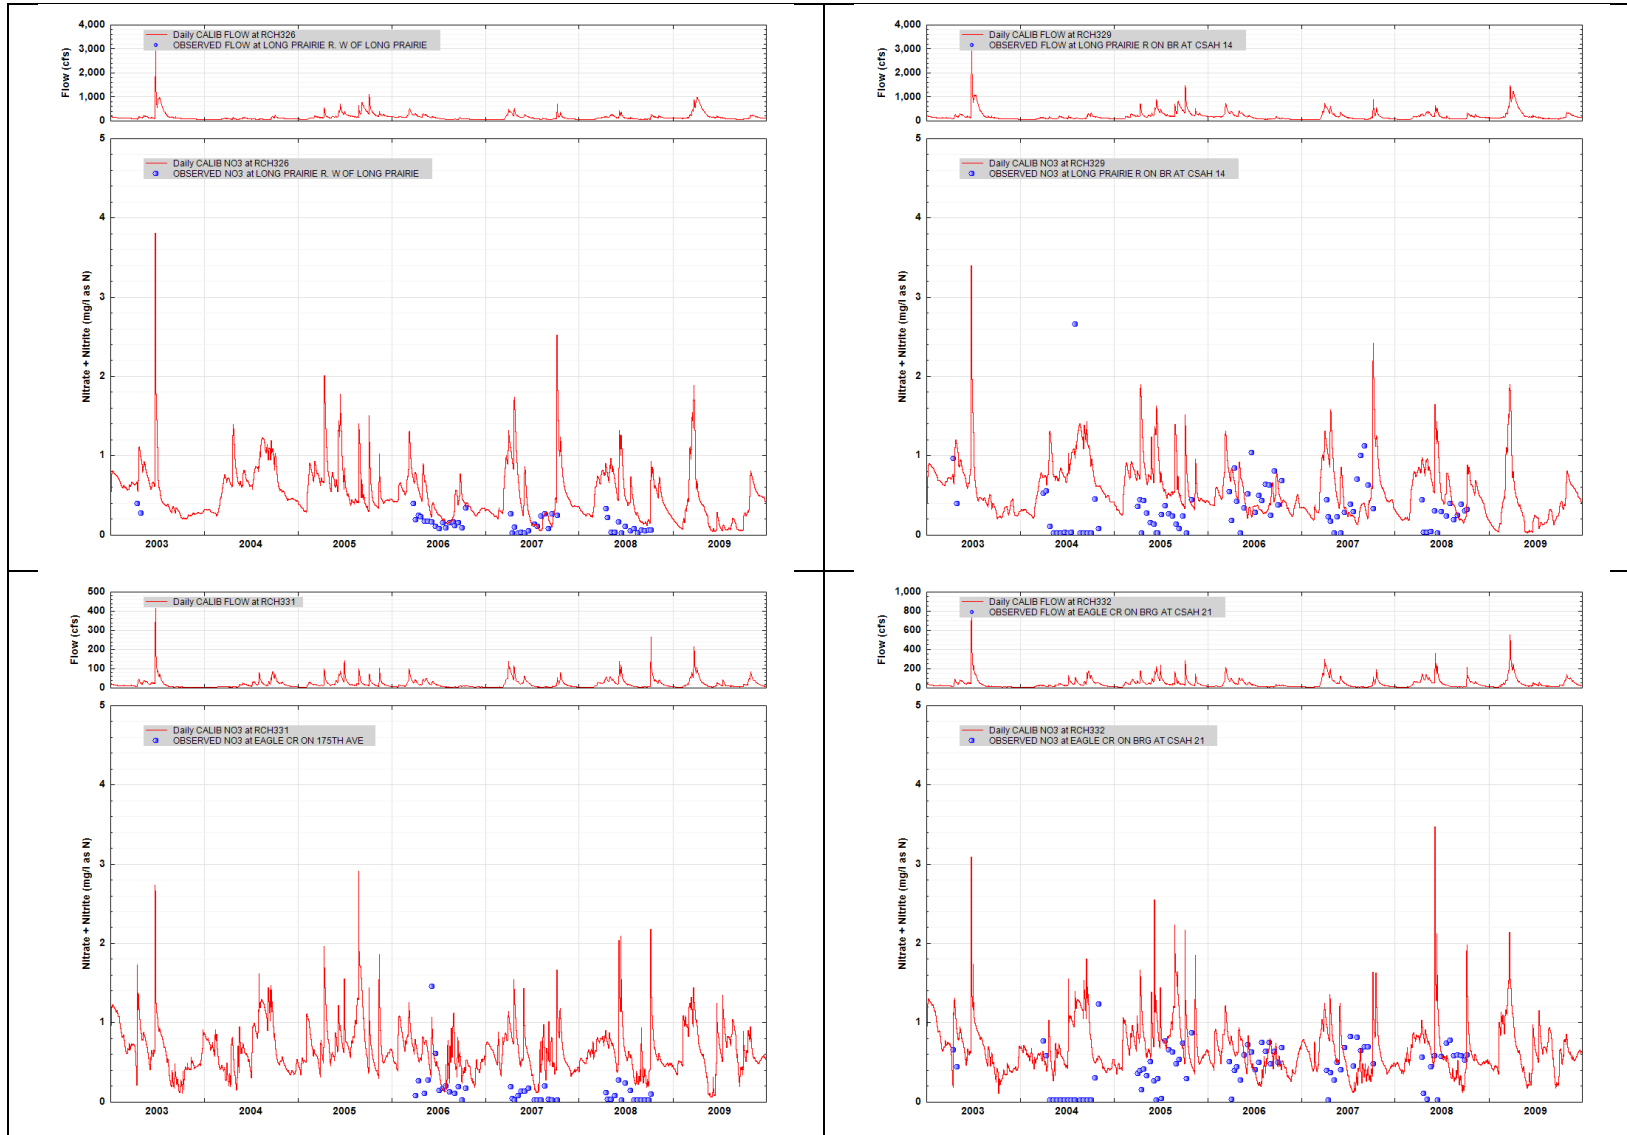 4,000
3,000
2,000
1,000
0
Flow (cfs)
Daily CALIB FLOW at RCH326
OBSERVED FLOW at LONG PRAIRIE R. W OF LONG PRAIRIE
5
4
3
2
1
0
Nitrate + Nitrite (mg/l as N)
Daily CALIB NO3 at RCH326
OBSERVED NO3 at LONG PRAIRIE R. W OF LONG PRAIRIE
2003 2004 2005 2006 2007 2008 2009
4,000
3,000
2,000
1,000
0
Flow (cfs)
Daily CALIB FLOW at RCH329
OBSERVED FLOW at LONG PRAIRIE R ON BR AT CSAH 14
5
4
3
2
1
0
Nitrate + Nitrite (mg/l as N)
Daily CALIB NO3 at RCH329
OBSERVED NO3 at LONG PRAIRIE R ON BR AT CSAH 14
2003 2004 2005 2006 2007 2008 2009
500
400
300
200
100
0
Flow (cfs)
Daily CALIB FLOW at RCH331
5
4
3
2
1
0
Nitrate + Nitrite (mg/l as N)
Daily CALIB NO3 at RCH331
OBSERVED NO3 at EAGLE CR ON 175TH AVE
2003 2004 2005 2006 2007 2008 2009
1,000
800
600
400
200
0
Flow (cfs)
Daily CALIB FLOW at RCH332
OBSERVED FLOW at EAGLE CR ON BRG AT CSAH 21
5
4
3
2
1
0
Nitrate + Nitrite (mg/l as N)
Daily CALIB NO3 at RCH332
OBSERVED NO3 at EAGLE CR ON BRG AT CSAH 21
2003 2004 2005 2006 2007 2008 2009